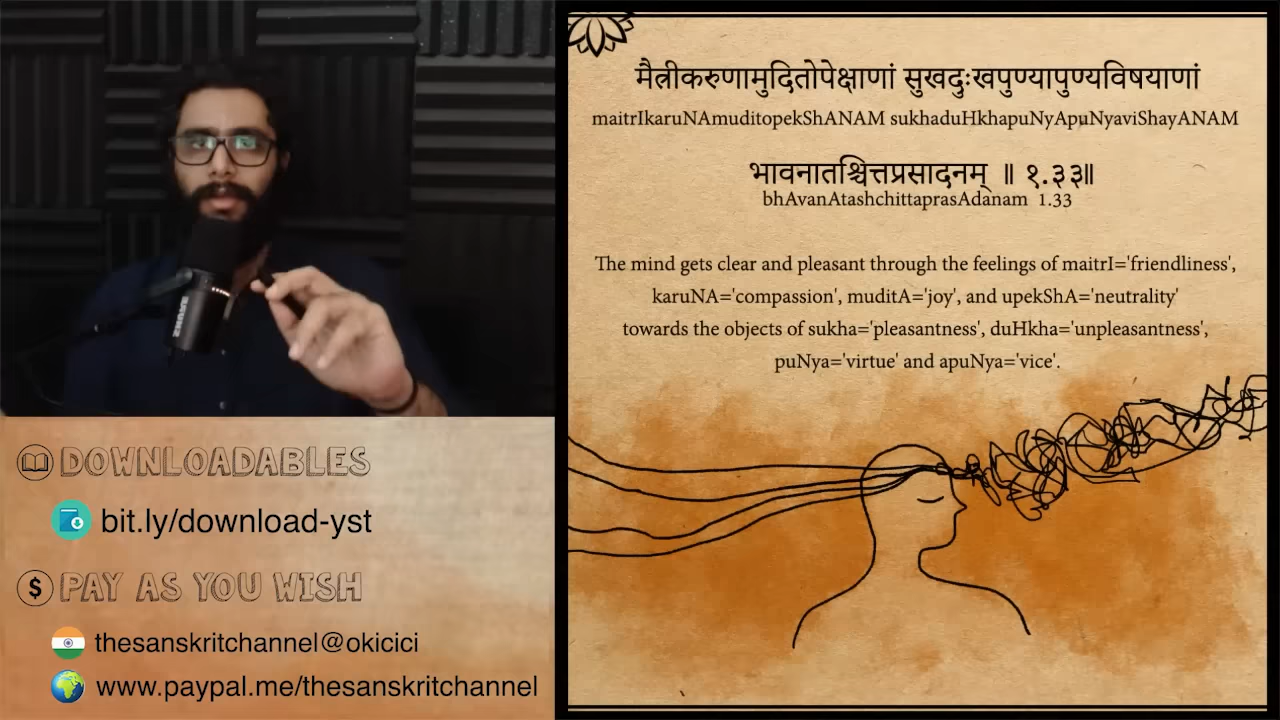 DOWNLOADABLES
bit.ly/download-yst
PAY AS YOU WISH
thesanskritchannel@okicici
www.paypal.me/thesanskritchannel
मैत्रीकरुणामुदितोपेक्षाणां सुखदुःखपुण्यापुण्यविषयाणां
maitrIkaruNAmuditopekShANAM sukhaduHkhapuNyApuNyaviShayANAM
भावनातश्चित्तप्रसादनम् ॥ १.३३॥
bhAvanAtashchittaprasAdanam 1.33
The mind gets clear and pleasant through the feelings of maitrI='friendliness',
karuNA='compassion', muditA='joy', and upekShA='neutrality'
towards the objects of sukha='pleasantness', duHkha='unpleasantness',
puNya='virtue' and apuNya='vice'.